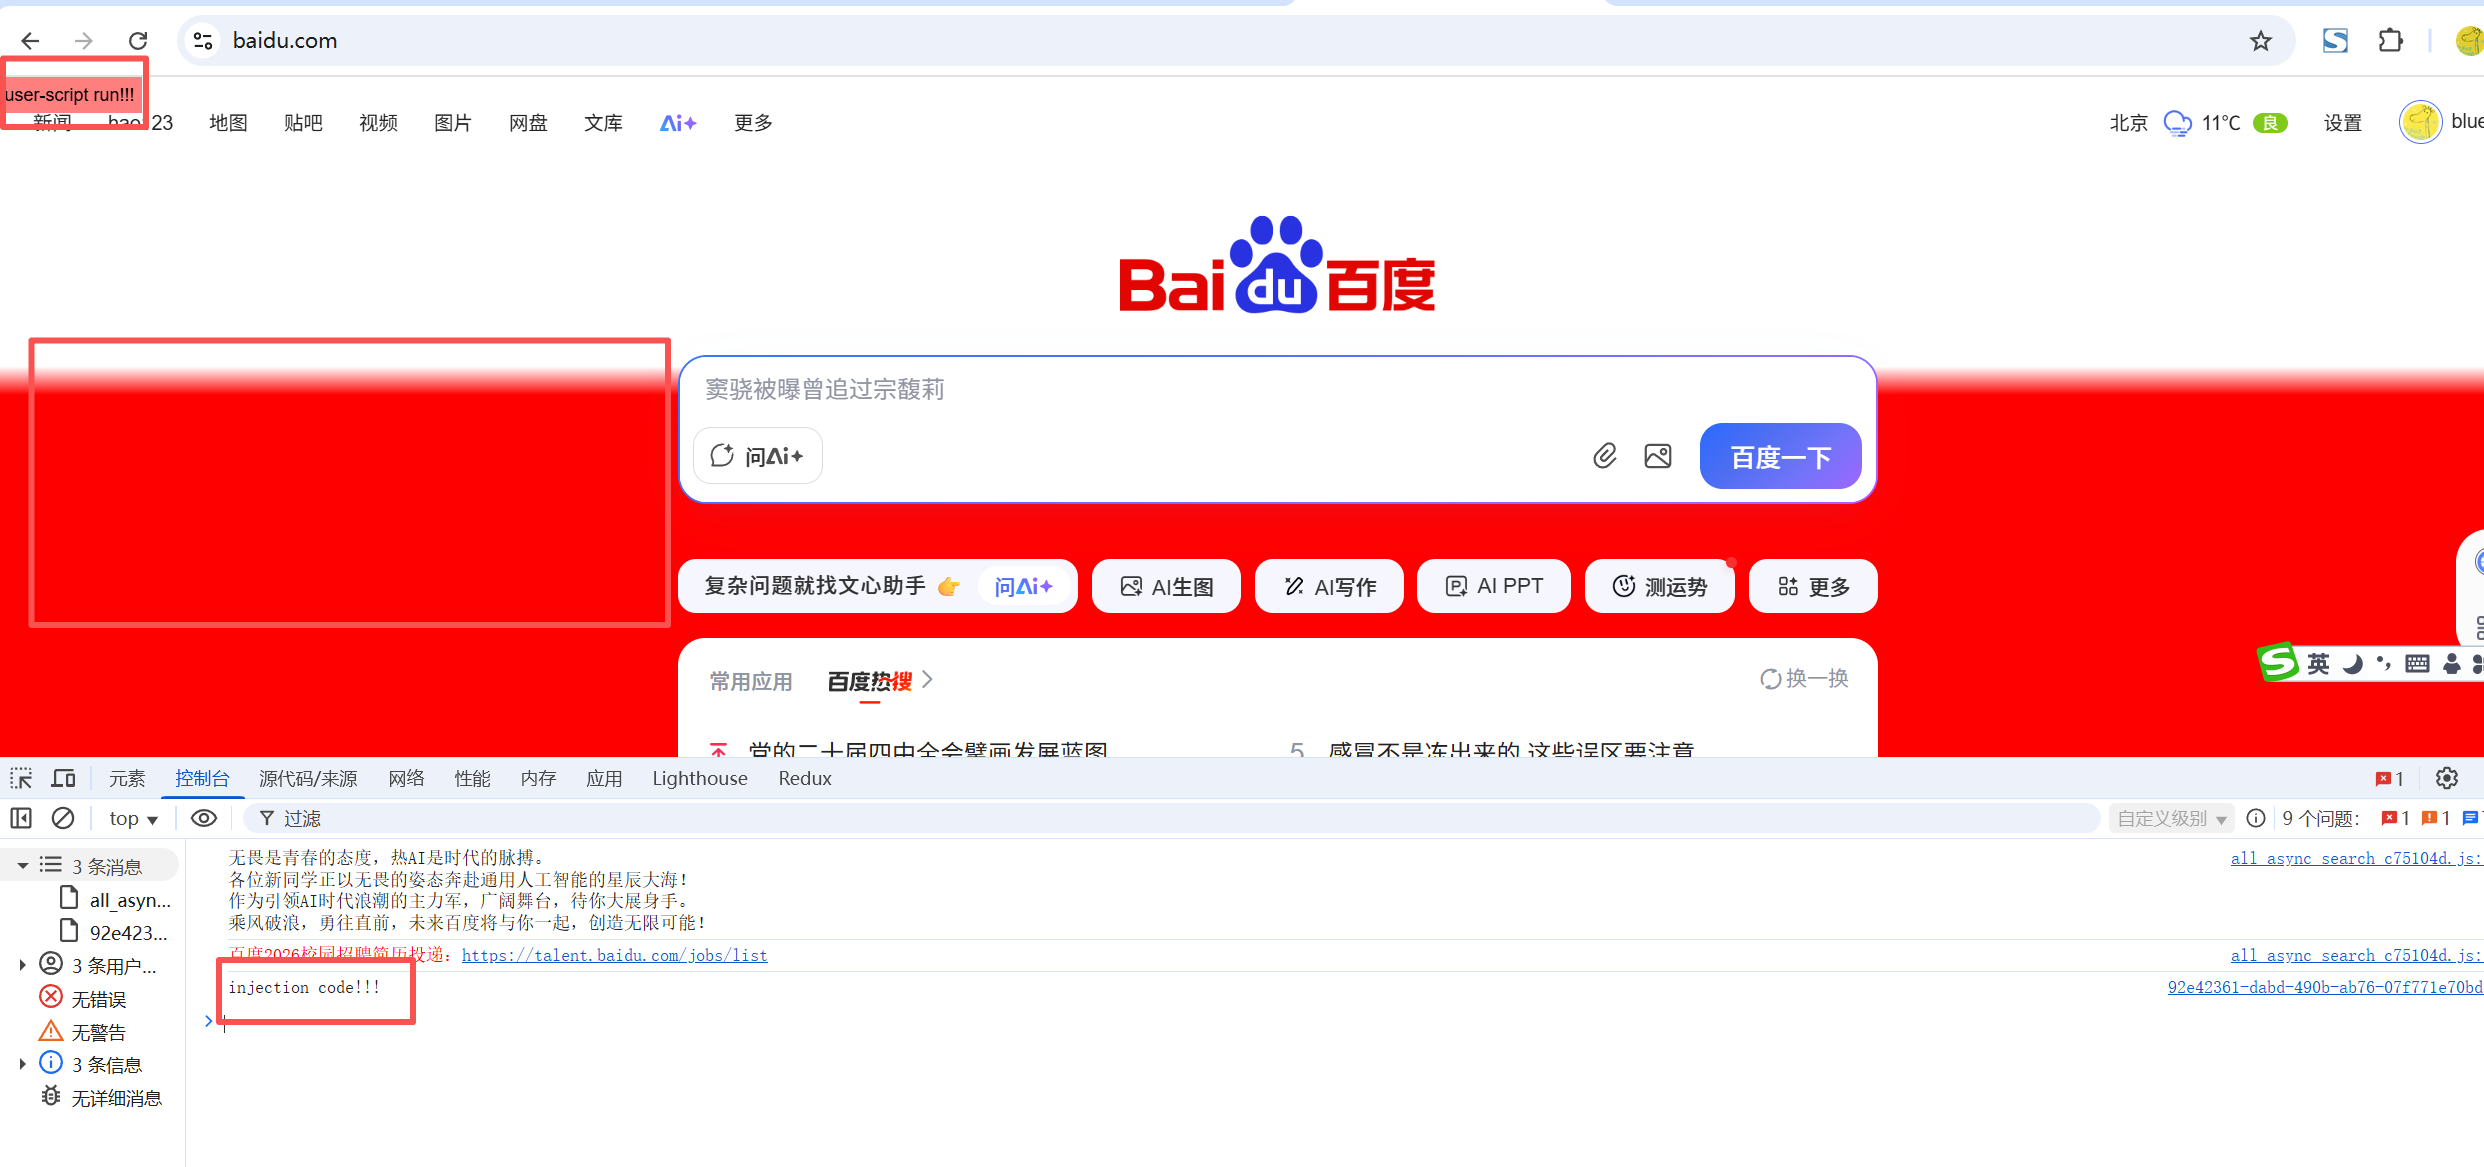 baidu.com
user-script run!!!
新闻 hao123 地图 贴吧 视频 图片 网盘 文库 Ai+ 更多
北京 11°C 良 设置 blue
Bai du 百度
窦骁被曝曾追过宗馥莉
问Ai+
百度一下
复杂问题就找文心助手 问Ai+ AI生图 AI写作 AI PPT 测运势 更多
常用应用 百度热搜 换一换
党的二十届四中全会擘画发展蓝图 5 感冒不是冻出来的 这些误区要注意
英
元素 控制台 源代码/来源 网络 性能 内存 应用 Lighthouse Redux 1
top 过滤 自定义级别 9 个问题: 1 1
3 条消息
all_asyn...
92e423...
3 条用户...
无错误
无警告
3 条信息
无详细消息
无畏是青春的态度，热AI是时代的脉搏。 all_async_search_c75104d.js:
各位新同学正以无畏的姿态奔赴通用人工智能的星辰大海！
作为引领AI时代浪潮的主力军，广阔舞台，待你大展身手。
乘风破浪，勇往直前，未来百度将与你一起，创造无限可能！
百度2026校园招聘简历投递：https://talent.baidu.com/jobs/list all_async_search_c75104d.js:
injection code!!! 92e42361-dabd-490b-ab76-07f771e70bd